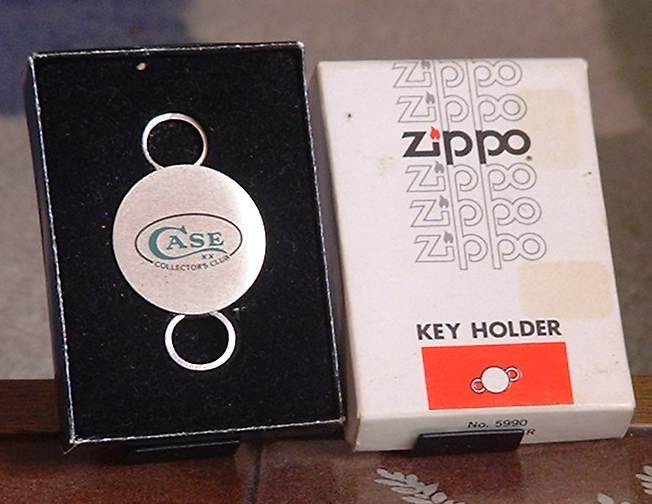 CASE
XX
COLLECTOR'S CLUB
Zippo
Zippo
Zippo
Zippo
Zippo
Zippo
KEY HOLDER
No. 5990